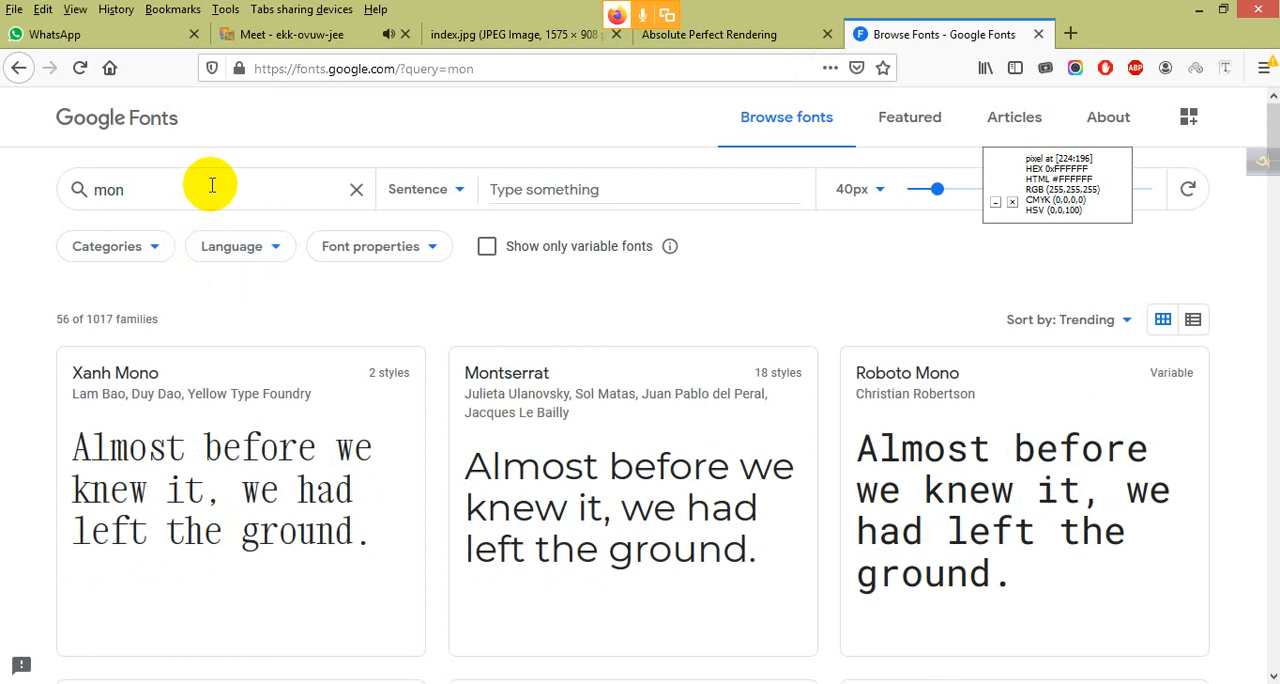 File Edit View History Bookmarks Tools Tabs sharing devices Help
WhatsApp Meet - ekk-ovuw-jee index.jpg (JPEG Image, 1575 × 908 p Absolute Perfect Rendering Browse Fonts - Google Fonts
https://fonts.google.com/?query=mon
Google Fonts Browse fonts Featured Articles About
pixel at [224:196]
HEX 0xFFFFFF
HTML #FFFFFF
RGB (255,255,255)
CMYK (0,0,0,0)
HSV (0,0,100)
mon Sentence Type something 40px
Categories Language Font properties Show only variable fonts
56 of 1017 families Sort by: Trending
Xanh Mono 2 styles
Lam Bao, Duy Dao, Yellow Type Foundry
Almost before we
knew it, we had
left the ground.
Montserrat 18 styles
Julieta Ulanovsky, Sol Matas, Juan Pablo del Peral,
Jacques Le Bailly
Almost before we
knew it, we had
left the ground.
Roboto Mono Variable
Christian Robertson
Almost before
we knew it, we
had left the
ground.